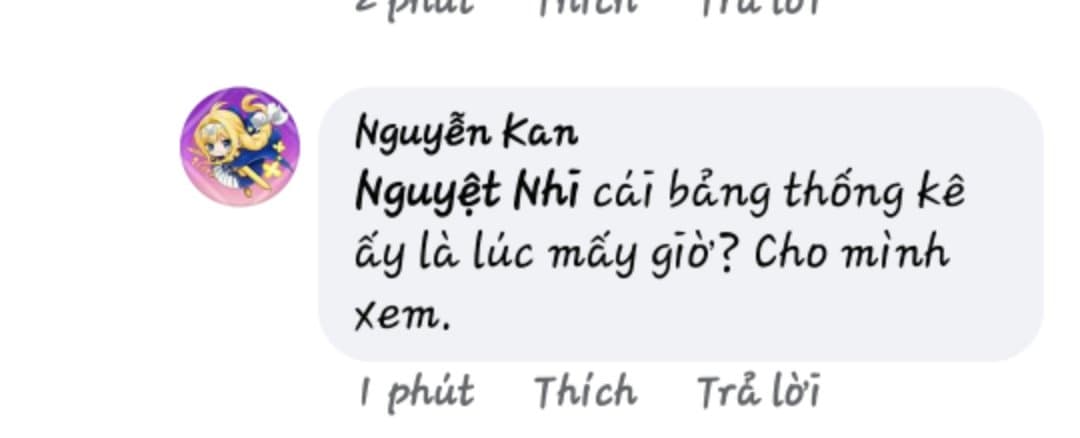 2 phút Thích Trả lời
Nguyễn Kan
Nguyệt Nhi cái bảng thống kê
ấy là lúc mấy giờ? Cho mình
xem.
1 phút Thích Trả lời